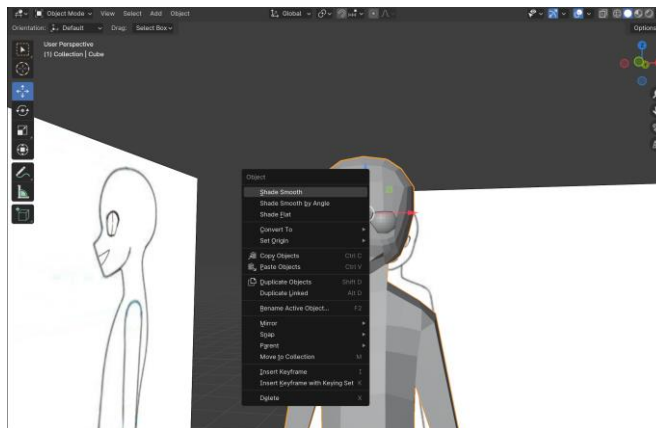 Object Mode View Select Add Object Global
Orientation: Default Drag: Select Box Options
User Perspective
(1) Collection | Cube
Object
Shade Smooth
Shade Smooth by Angle
Shade Flat
Convert To
Set Origin
Copy Objects Ctrl C
Paste Objects Ctrl V
Duplicate Objects Shift D
Duplicate Linked Alt D
Rename Active Object... F2
Mirror
Snap
Parent
Move to Collection M
Insert Keyframe I
Insert Keyframe with Keying Set K
Delete X